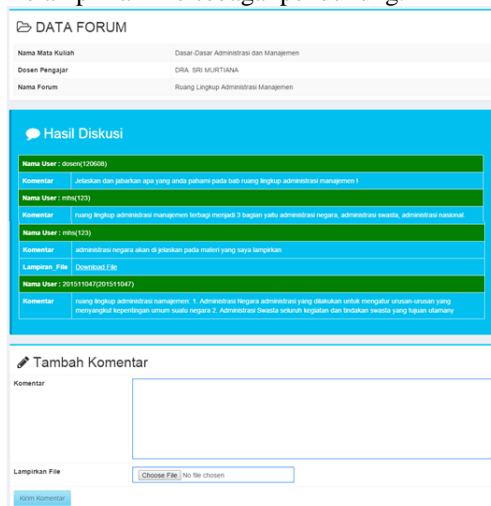 DATA FORUM
Nama Mata Kuliah Dasar-Dasar Administrasi dan Manajemen
Dosen Pengajar DRA. SRI MURTIANA
Nama Forum Ruang Lingkup Administrasi Manajemen
Hasil Diskusi
Nama User : dosen(120608)
Komentar Jelaskan dan jabarkan apa yang anda pahami pada bab ruang lingkup administrasi manajemen !
Nama User : mhs(123)
Komentar ruang lingkup administrasi manajemen terbagi menjadi 3 bagian yaitu administrasi negara, administrasi swasta, administrasi nasional
Nama User : mhs(123)
Komentar administrasi negara akan di jelaskan pada materi yang saya lampirkan
Lampiran_File Download File
Nama User : 201511047(201511047)
Komentar ruang lingkup administrasi namajemen: 1. Administrasi Negara administrasi yang dilakukan untuk mengatur urusan-urusan yang
menyangkut kepentingan umum suatu negara 2. Administrasi Swasta seluruh kegiatan dan tindakan swasta yang tujuan utamany
Tambah Komentar
Komentar
Lampirkan File Choose File No file chosen
Kirim Komentar